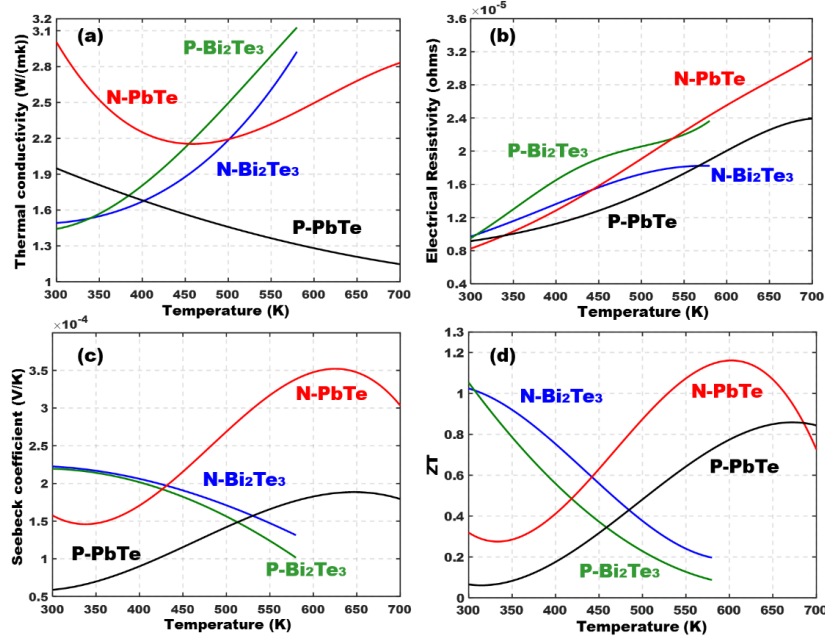 (a)
Thermal conductivity (W/(mk))
3.2
3.1
2.8
2.5
2.2
1.9
1.6
1.3
1
P-Bi₂Te₃
N-PbTe
N-Bi₂Te₃
P-PbTe
300 350 400 450 500 550 600 650 700
Temperature (K)
(b)
×10⁻⁵
Electrical Resistivity (ohms)
3.6
3.2
2.8
2.4
2
1.6
1.2
0.8
0.4
N-PbTe
P-Bi₂Te₃
N-Bi₂Te₃
P-PbTe
300 350 400 450 500 550 600 650 700
Temperature (K)
(c)
×10⁻⁴
Seebeck coefficient (V/K)
3.5
3
2.5
2
1.5
1
0.5
N-PbTe
N-Bi₂Te₃
P-PbTe
P-Bi₂Te₃
300 350 400 450 500 550 600 650 700
Temperature (K)
(d)
ZT
1.3
1.2
1
0.8
0.6
0.4
0.2
0
N-Bi₂Te₃
N-PbTe
P-PbTe
P-Bi₂Te₃
300 350 400 450 500 550 600 650 700
Temperature (K)